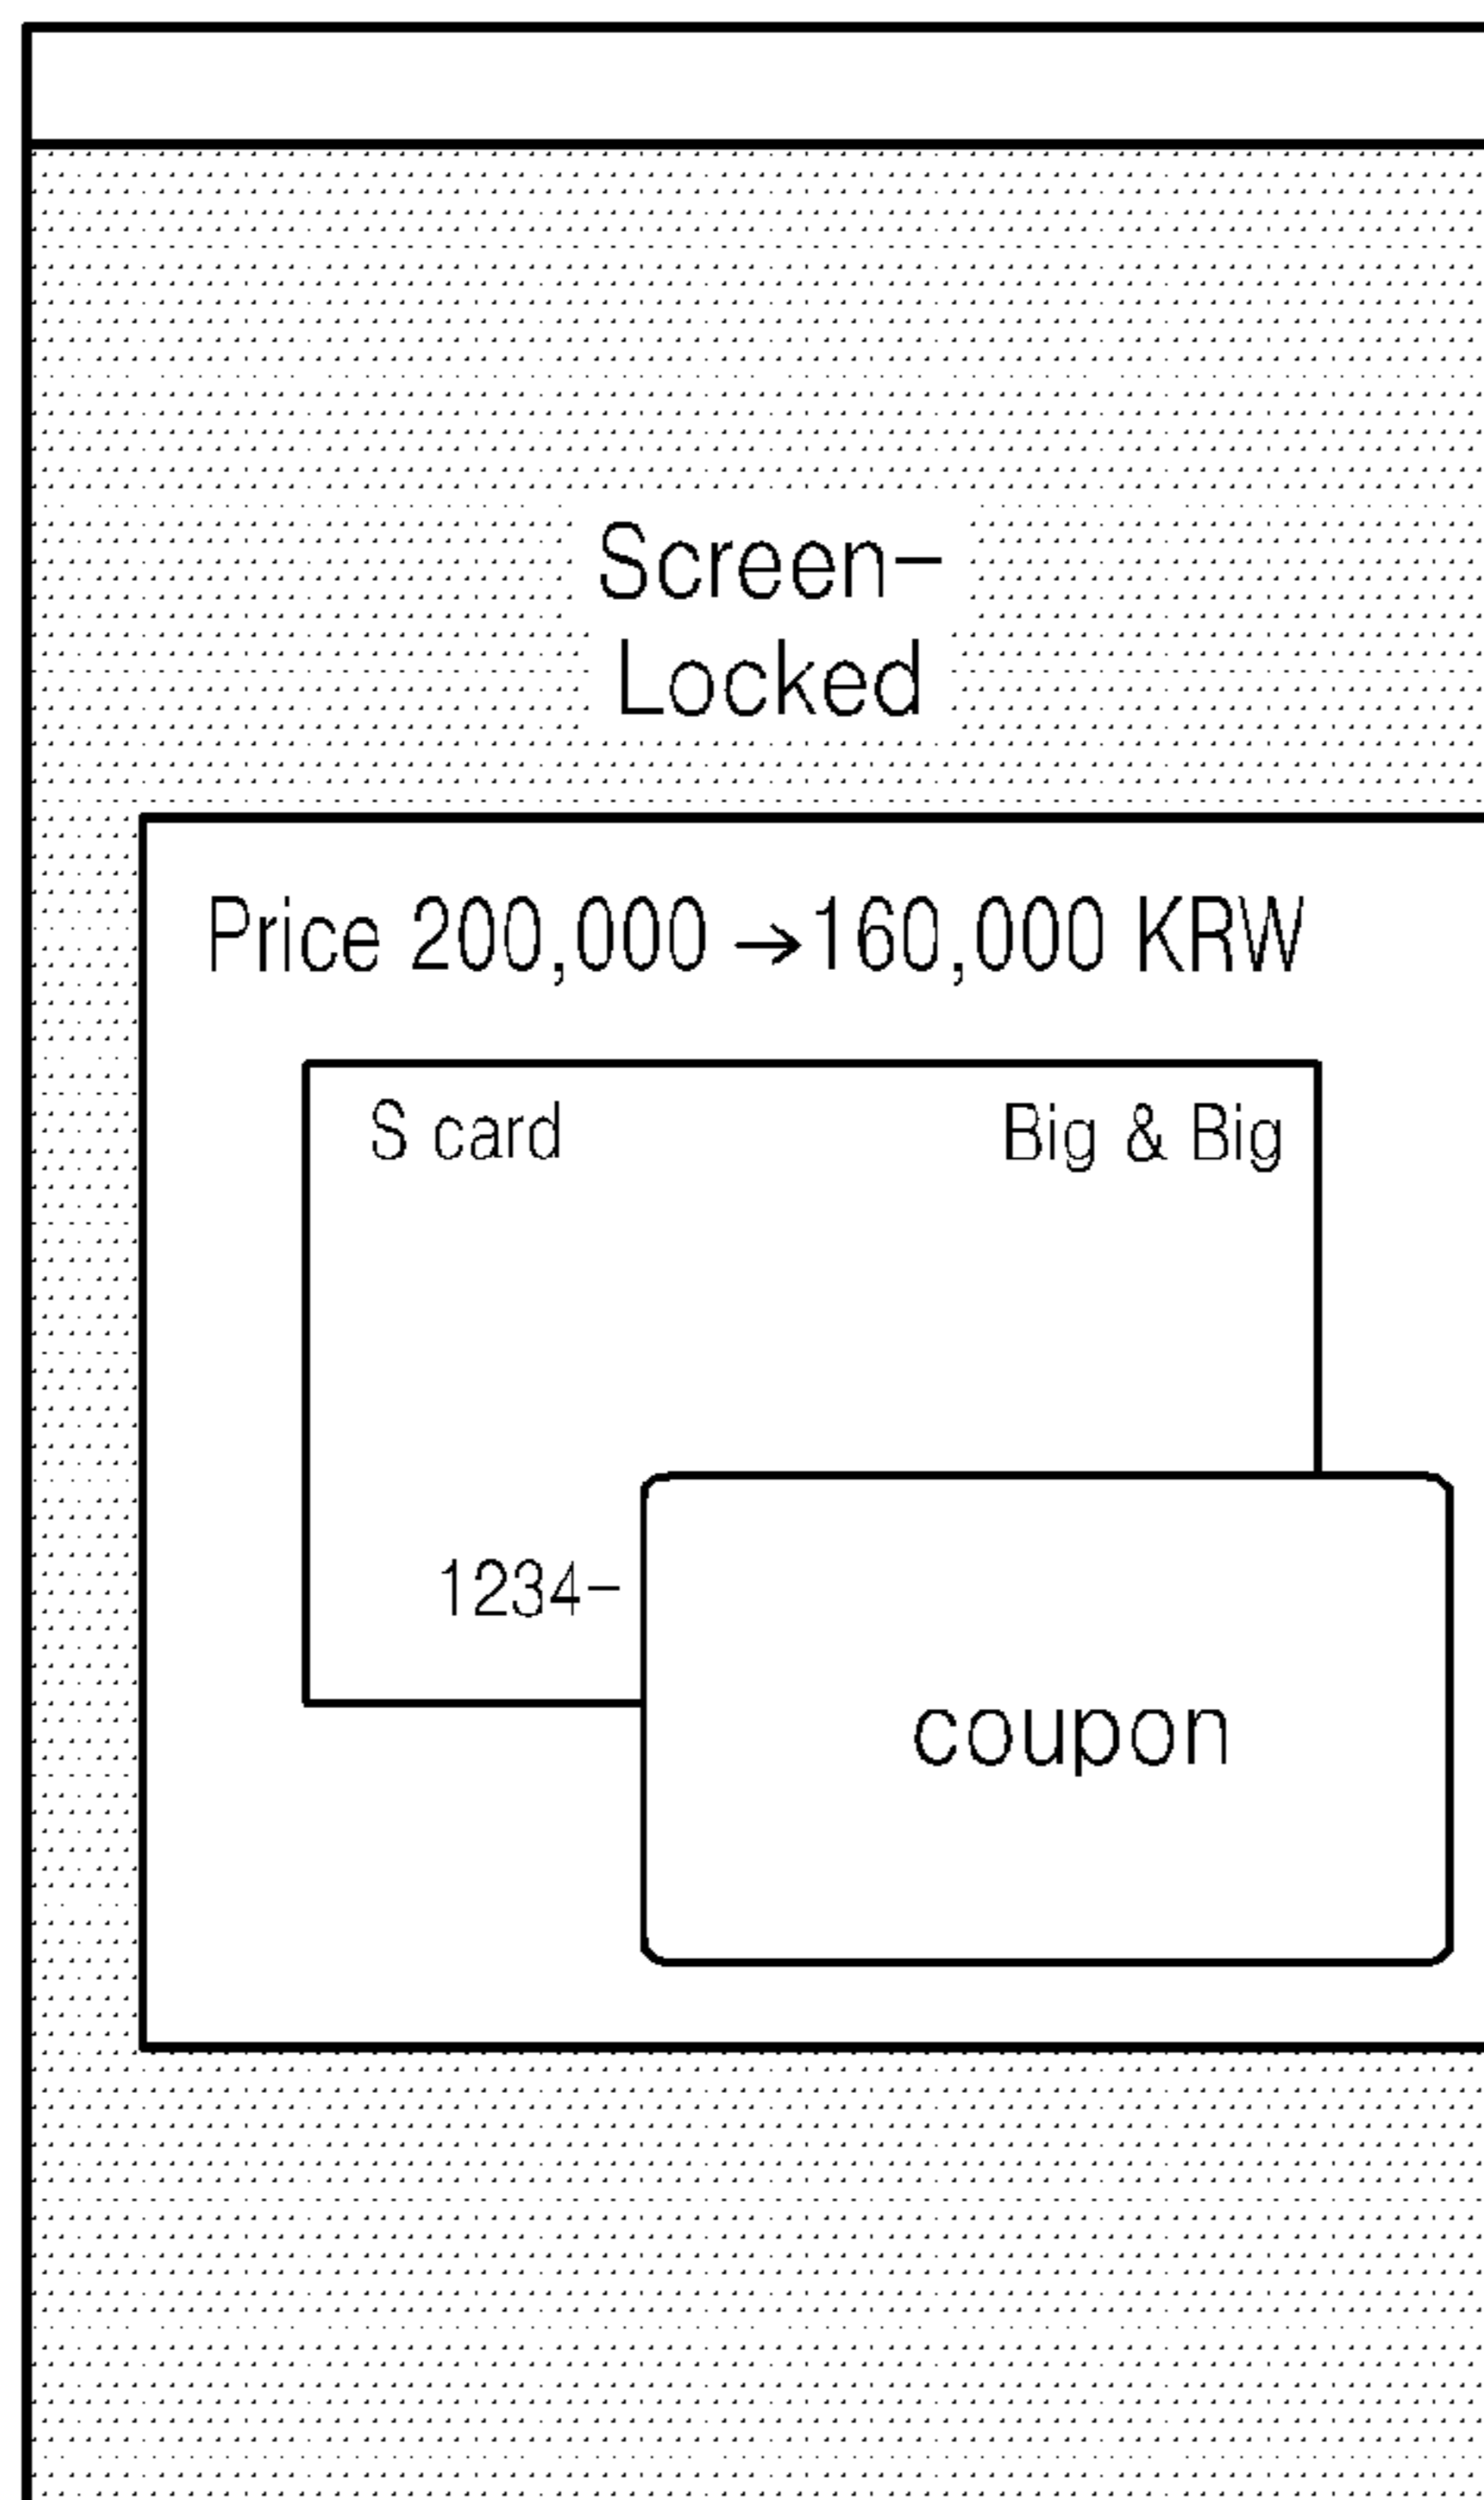 Screen-
Locked
Price 200,000 →160,000 KRW
S card
Big & Big
1234-
coupon